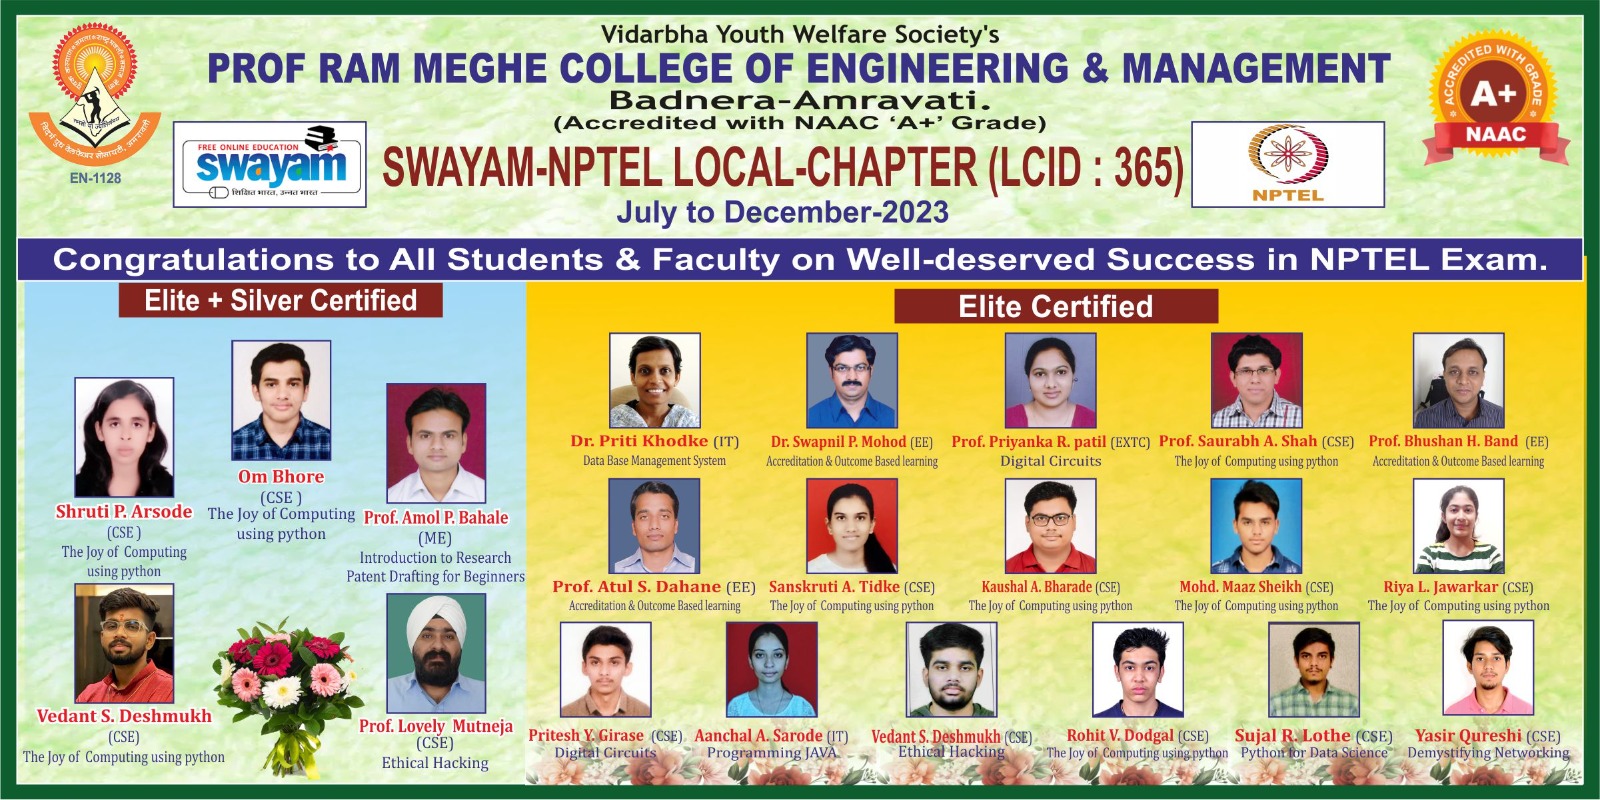 Vidarbha Youth Welfare Society's
PROF RAM MEGHE COLLEGE OF ENGINEERING & MANAGEMENT
Badnera-Amravati.
(Accredited with NAAC ‘A+’ Grade)
EN-1128
FREE ONLINE EDUCATION
swayam
शिक्षित भारत, उन्नत भारत
SWAYAM-NPTEL LOCAL-CHAPTER (LCID : 365)
July to December-2023
NPTEL
ACCREDITED WITH GRADE
A+
NAAC
Congratulations to All Students & Faculty on Well-deserved Success in NPTEL Exam.
Elite + Silver Certified
Shruti P. Arsode
(CSE )
The Joy of Computing
using python
Om Bhore
(CSE )
The Joy of Computing
using python
Prof. Amol P. Bahale
(ME)
Introduction to Research
Patent Drafting for Beginners
Vedant S. Deshmukh
(CSE)
The Joy of Computing using python
Prof. Lovely Mutneja
(CSE)
Ethical Hacking
Elite Certified
Dr. Priti Khodke (IT)
Data Base Management System
Dr. Swapnil P. Mohod (EE)
Accreditation & Outcome Based learning
Prof. Priyanka R. patil (EXTC)
Digital Circuits
Prof. Saurabh A. Shah (CSE)
The Joy of Computing using python
Prof. Bhushan H. Band (EE)
Accreditation & Outcome Based learning
Prof. Atul S. Dahane (EE)
Accreditation & Outcome Based learning
Sanskruti A. Tidke (CSE)
The Joy of Computing using python
Kaushal A. Bharade (CSE)
The Joy of Computing using python
Mohd. Maaz Sheikh (CSE)
The Joy of Computing using python
Riya L. Jawarkar (CSE)
The Joy of Computing using python
Pritesh Y. Girase (CSE)
Digital Circuits
Aanchal A. Sarode (IT)
Programming JAVA
Vedant S. Deshmukh (CSE)
Ethical Hacking
Rohit V. Dodgal (CSE)
The Joy of Computing using python
Sujal R. Lothe (CSE)
Python for Data Science
Yasir Qureshi (CSE)
Demystifying Networking